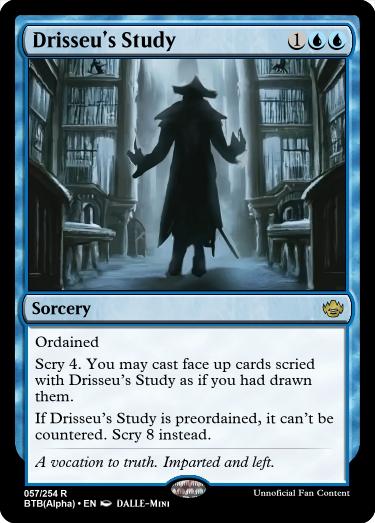 Drisseu's Study 1
Sorcery
Ordained
Scry 4. You may cast face up cards scried
with Drisseu's Study as if you had drawn
them.
If Drisseu's Study is preordained, it can't be
countered. Scry 8 instead.
A vocation to truth. Imparted and left.
057/254 R
BTB(Alpha) • EN DALLE-Mini
Unofficial Fan Content